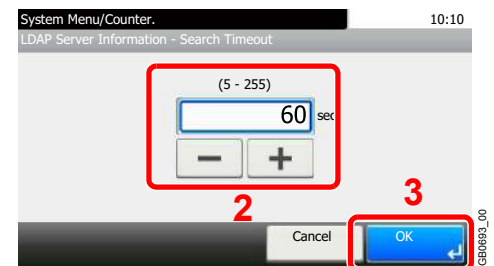 System Menu/Counter. 10:10
LDAP Server Information - Search Timeout
(5 - 255)
60 sec
− +
2
3
Cancel OK
GB0693_00